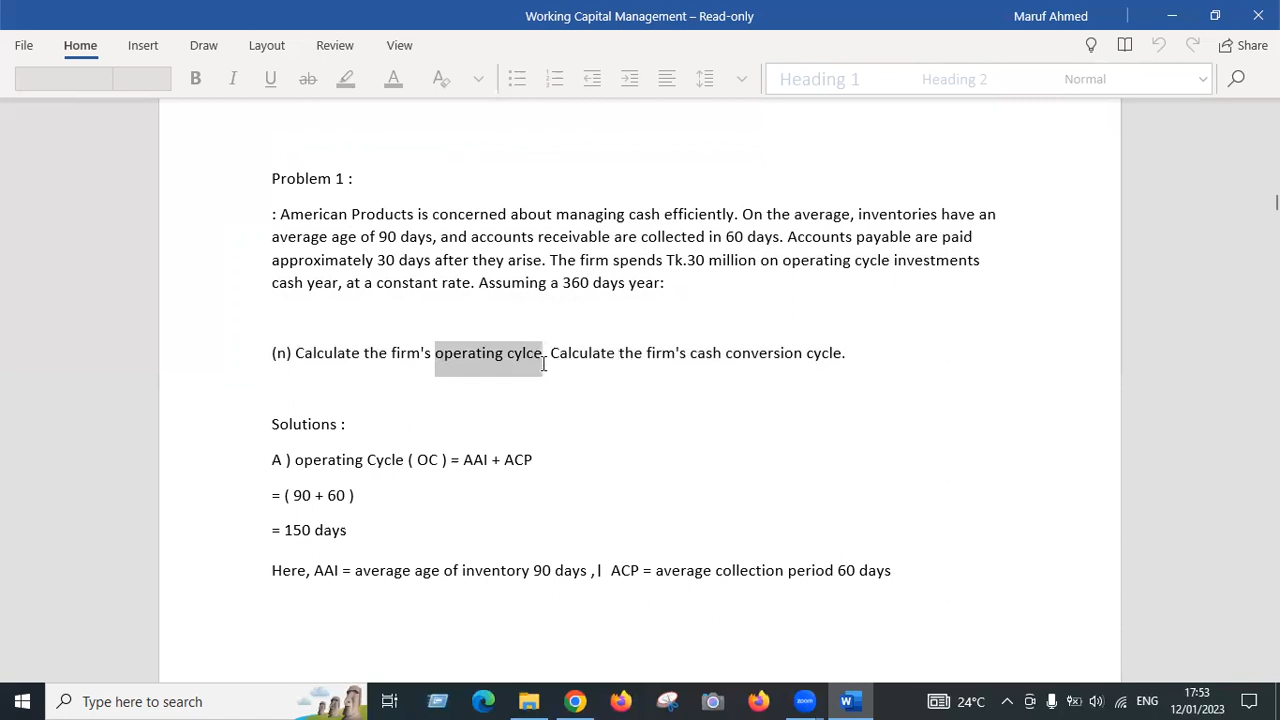 Working Capital Management – Read-only
Maruf Ahmed
File Home Insert Draw Layout References Review View
Share
Heading 1 Heading 2 Normal
Problem 1 :
: American Products is concerned about managing cash efficiently. On the average, inventories have an
average age of 90 days, and accounts receivable are collected in 60 days. Accounts payable are paid
approximately 30 days after they arise. The firm spends Tk.30 million on operating cycle investments
cash year, at a constant rate. Assuming a 360 days year:
(n) Calculate the firm's operating cylce. Calculate the firm's cash conversion cycle.
Solutions :
A ) operating Cycle ( OC ) = AAI + ACP
= ( 90 + 60 )
= 150 days
Here, AAI = average age of inventory 90 days ,l ACP = average collection period 60 days
Type here to search
24°C
ENG
17:53
12/01/2023